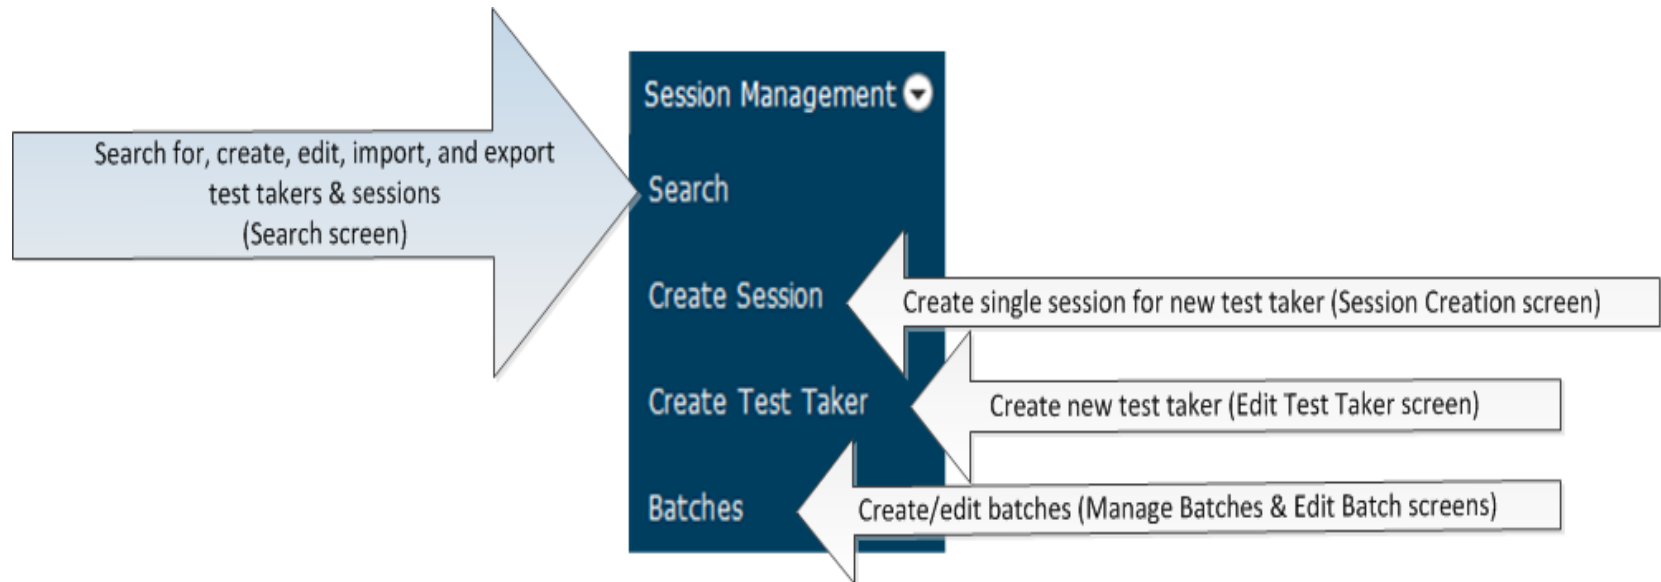 Session Management
Search for, create, edit, import, and export
test takers & sessions
(Search screen)
Search
Create Session
Create single session for new test taker (Session Creation screen)
Create Test Taker
Create new test taker (Edit Test Taker screen)
Batches
Create/edit batches (Manage Batches & Edit Batch screens)